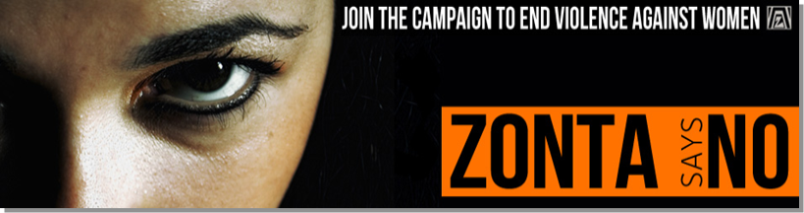 JOIN THE CAMPAIGN TO END VIOLENCE AGAINST WOMEN
ZONTA SAYS NO